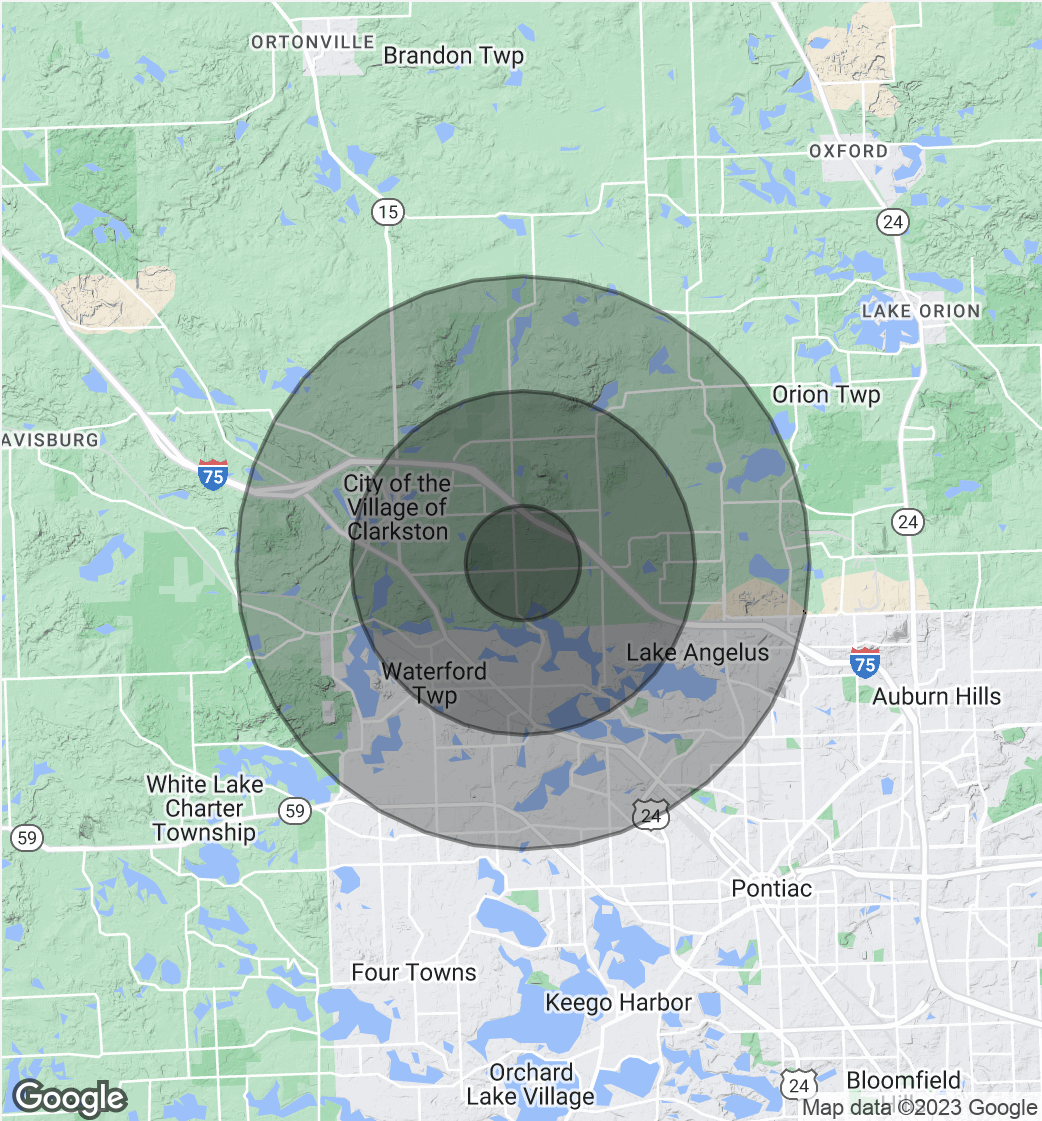 ORTONVILLE
Brandon Twp
OXFORD
15
24
LAKE ORION
Orion Twp
AVISBURG
75
City of the
Village of
Clarkston
24
Lake Angelus
75
Waterford
Twp
Auburn Hills
White Lake
Charter
Township
59
24
59
Pontiac
Four Towns
Keego Harbor
Orchard
Lake Village
24
Bloomfield
Hills
Google
Map data ©2023 Google